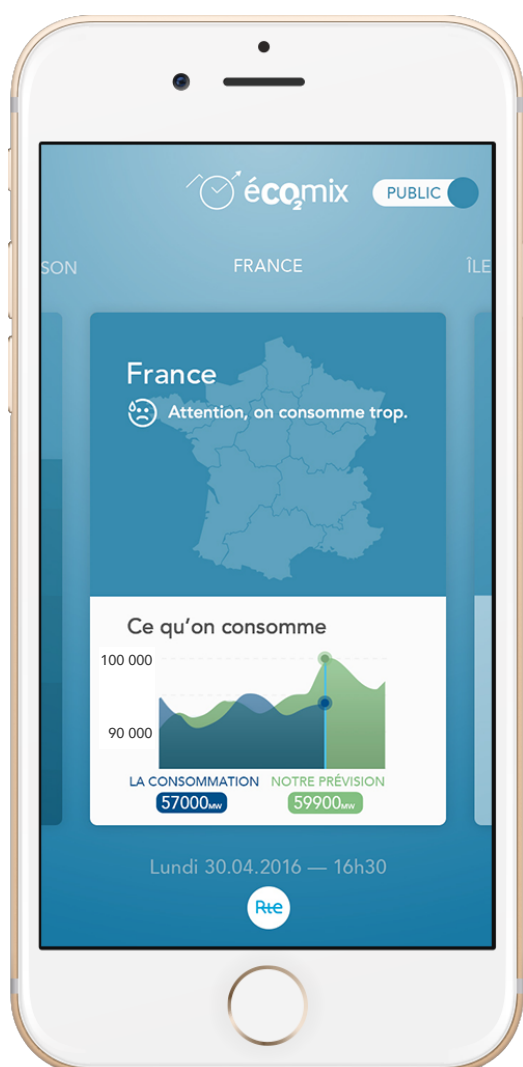 éCO2mix
PUBLIC
SON
FRANCE
ÎLE
France
Attention, on consomme trop.
Ce qu'on consomme
100 000
90 000
LA CONSOMMATION
NOTRE PRÉVISION
57000MW
59900MW
Lundi 30.04.2016 — 16h30
Rte